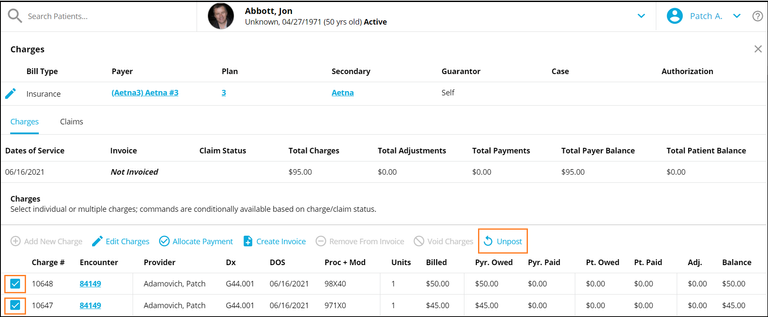 Search Patients...
Abbott, Jon
Unknown, 04/27/1971 (50 yrs old) Active
Patch A.
Charges
Bill Type Payer Plan Secondary Guarantor Case Authorization
Insurance (Aetna3) Aetna #3 3 Aetna Self
Charges Claims
Dates of Service Invoice Claim Status Total Charges Total Adjustments Total Payments Total Payer Balance Total Patient Balance
06/16/2021 Not Invoiced $95.00 $0.00 $0.00 $95.00 $0.00
Charges
Select individual or multiple charges; commands are conditionally available based on charge/claim status.
Add New Charge Edit Charges Allocate Payment Create Invoice Remove From Invoice Void Charges Unpost
Charge # Encounter Provider Dx DOS Proc + Mod Units Billed Pyr. Owed Pyr. Paid Pt. Owed Pt. Paid Adj. Balance
10648 84149 Adamovich, Patch G44.001 06/16/2021 98X40 1 $50.00 $50.00 $0.00 $0.00 $0.00 $0.00 $50.00
10647 84149 Adamovich, Patch G44.001 06/16/2021 971X0 1 $45.00 $45.00 $0.00 $0.00 $0.00 $0.00 $45.00